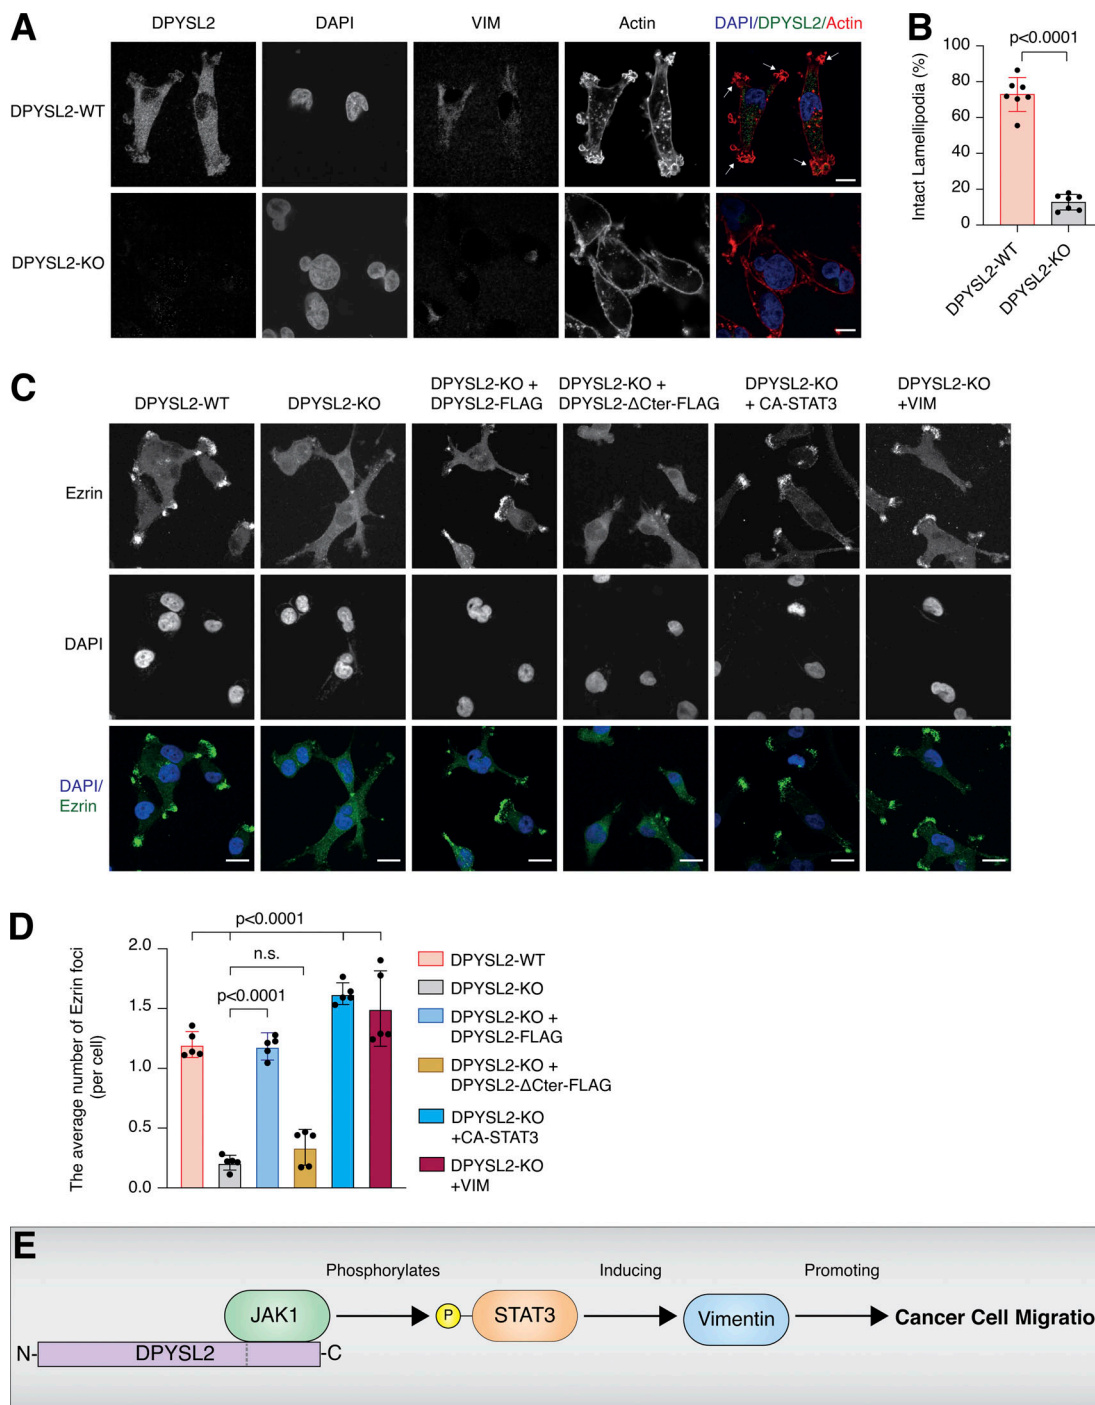 A
DPYSL2 DAPI VIM Actin DAPI/DPYSL2/Actin
DPYSL2-WT
DPYSL2-KO
B
p<0.0001
100
80
60
40
20
0
Intact Lamellipodia (%)
DPYSL2-WT
DPYSL2-KO
C
DPYSL2-WT
DPYSL2-KO
DPYSL2-KO +
DPYSL2-FLAG
DPYSL2-KO +
DPYSL2-ΔCter-FLAG
DPYSL2-KO
+ CA-STAT3
DPYSL2-KO
+VIM
Ezrin
DAPI
DAPI/
Ezrin
D
p<0.0001
n.s.
p<0.0001
2.0
1.5
1.0
0.5
0.0
The average number of Ezrin foci
(per cell)
DPYSL2-WT
DPYSL2-KO
DPYSL2-KO +
DPYSL2-FLAG
DPYSL2-KO +
DPYSL2-ΔCter-FLAG
DPYSL2-KO
+CA-STAT3
DPYSL2-KO
+VIM
E
Phosphorylates Inducing Promoting
JAK1 P STAT3 Vimentin Cancer Cell Migratio
N- DPYSL2 -C